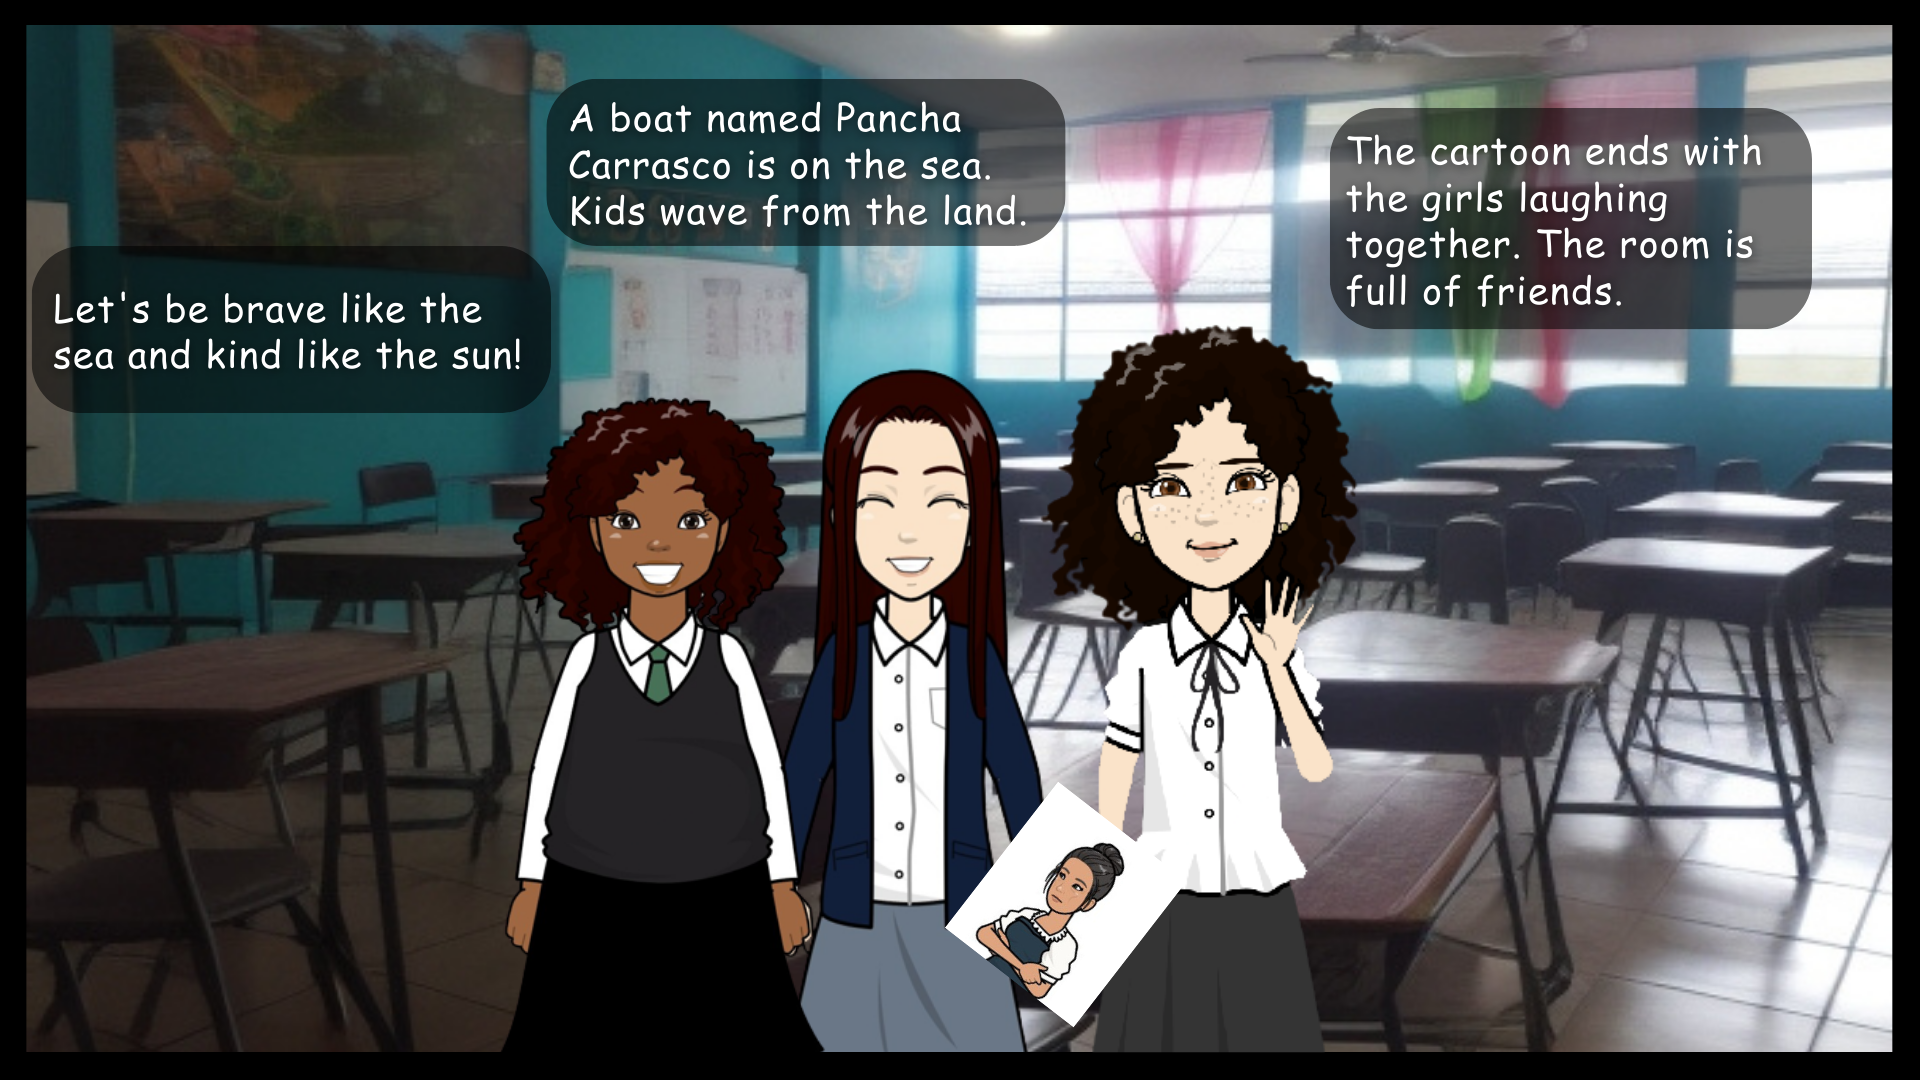 Let's be brave like the
sea and kind like the sun!
A boat named Pancha
Carrasco is on the sea.
Kids wave from the land.
The cartoon ends with
the girls laughing
together. The room is
full of friends.